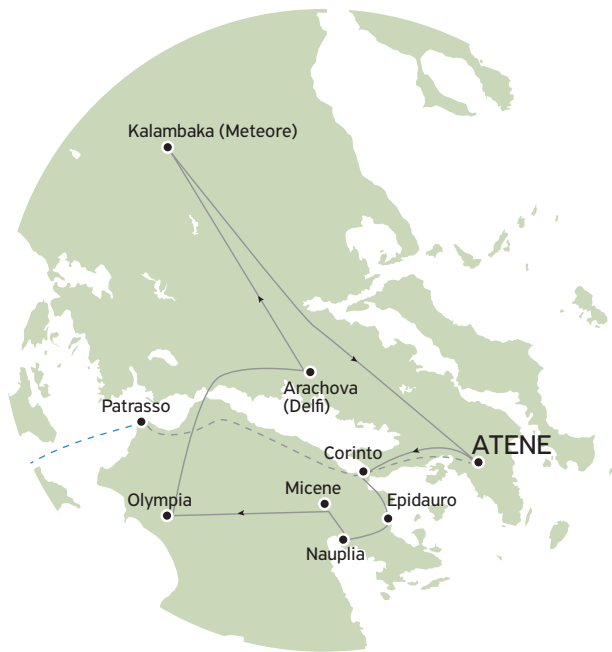 Kalambaka (Meteore)
Arachova
(Delfi)
Patrasso
ATENE
Corinto
Micene
Olympia
Epidauro
Nauplia